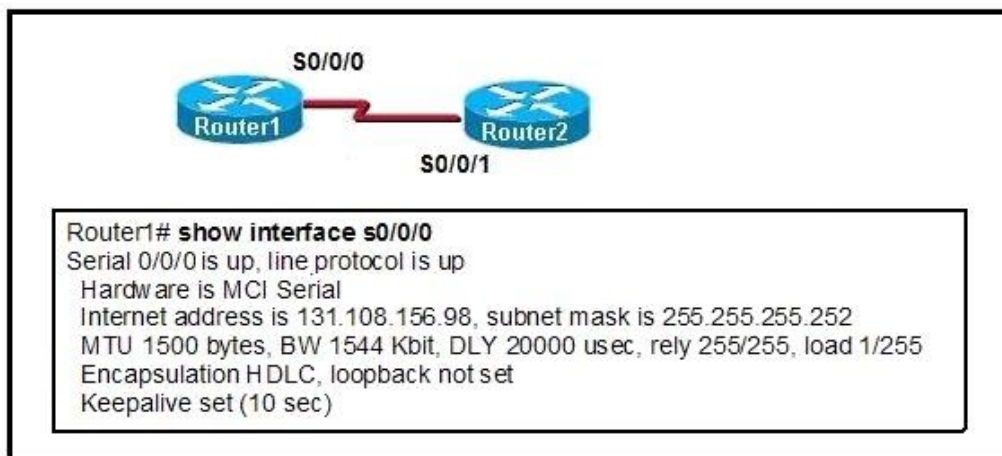 S0/0/0
Router1
Router2
S0/0/1
Router1# show interface s0/0/0
Serial 0/0/0 is up, line protocol is up
Hardware is MCI Serial
Internet address is 131.108.156.98, subnet mask is 255.255.255.252
MTU 1500 bytes, BW 1544 Kbit, DLY 20000 usec, rely 255/255, load 1/255
Encapsulation HDLC, loopback not set
Keepalive set (10 sec)